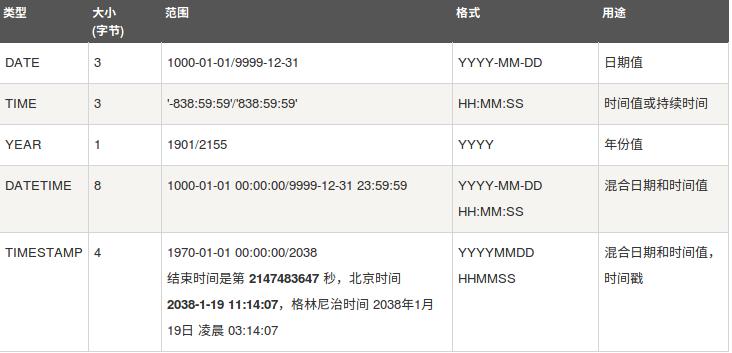 类型 大小 范围 格式 用途
(字节)
DATE 3 1000-01-01/9999-12-31 YYYY-MM-DD 日期值
TIME 3 '-838:59:59'/'838:59:59' HH:MM:SS 时间值或持续时间
YEAR 1 1901/2155 YYYY 年份值
DATETIME 8 1000-01-01 00:00:00/9999-12-31 23:59:59 YYYY-MM-DD 混合日期和时间值
HH:MM:SS
TIMESTAMP 4 1970-01-01 00:00:00/2038 YYYYMMDD 混合日期和时间值，
结束时间是第 2147483647 秒，北京时间 HHMMSS 时间戳
2038-1-19 11:14:07，格林尼治时间 2038年1月
19日 凌晨 03:14:07